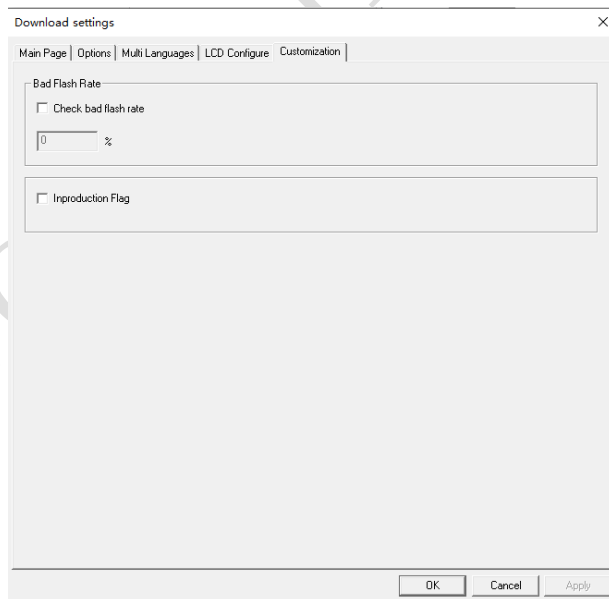 Download settings
Main Page Options Multi Languages LCD Configure Customization
Bad Flash Rate
Check bad flash rate
0 %
Inproduction Flag
OK Cancel Apply